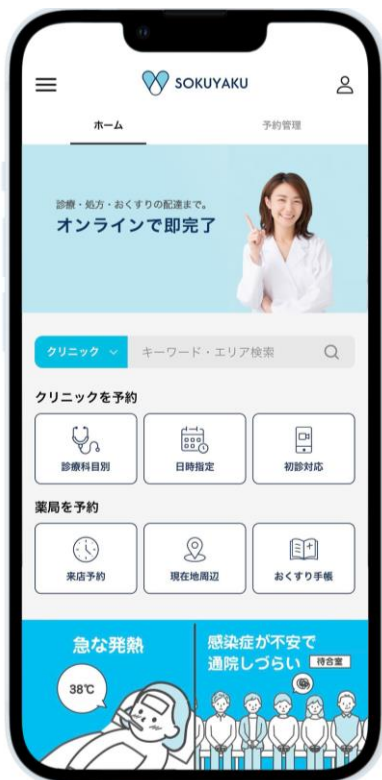 SOKUYAKU
ホーム
予約管理
診療・処方・おくすりの配達まで。
オンラインで即完了
クリニック
キーワード・エリア検索
クリニックを予約
診療科目別
日時指定
初診対応
薬局を予約
来店予約
現在地周辺
おくすり手帳
急な発熱
38℃
感染症が不安で
通院しづらい
待合室